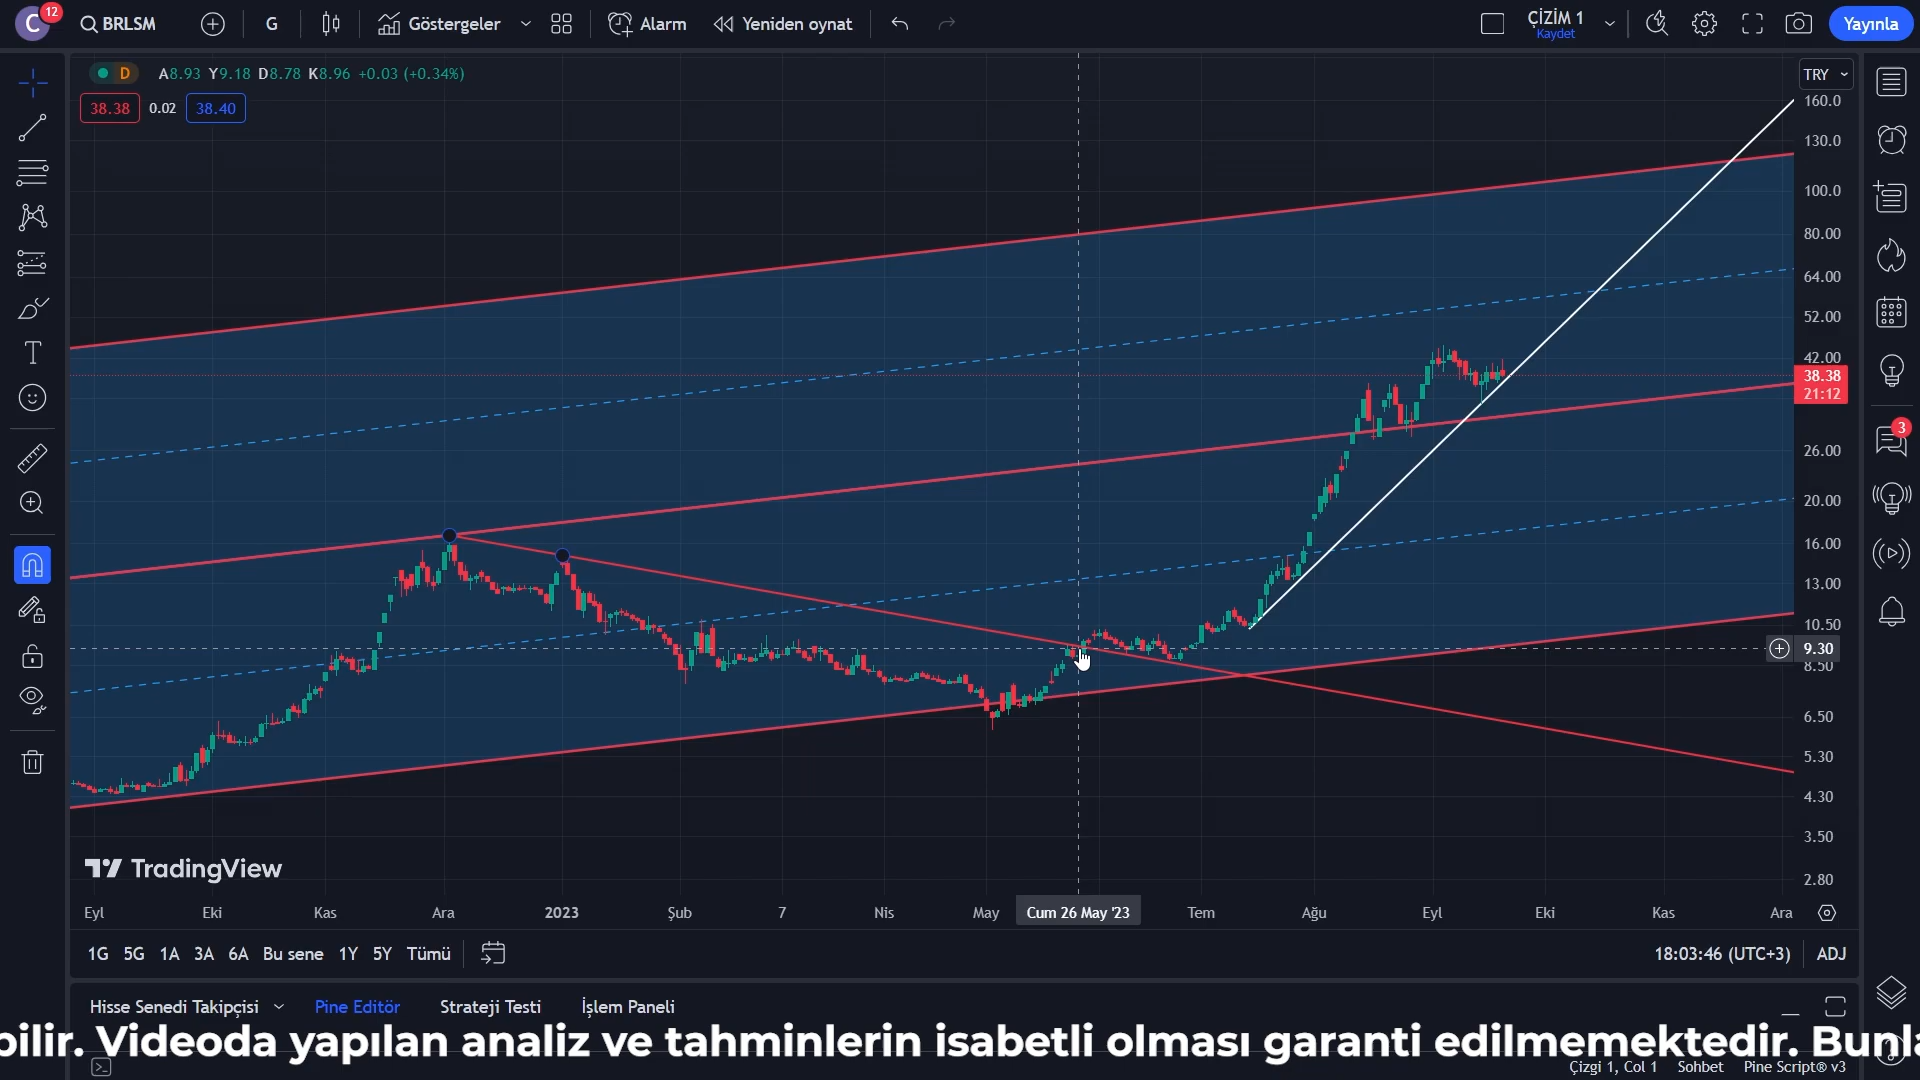 C 12 BRLSM G Göstergeler Alarm Yeniden oynat ÇİZİM 1 Kaydet Yayınla
D A8.93 Y9.18 D8.78 K8.96 +0.03 (+0.34%) TRY
38.38 0.02 38.40
160.0
130.0
100.0
80.00
64.00
52.00
42.00
38.38
21:12
26.00
20.00
16.00
13.00
10.50
9.30
8.50
6.50
5.30
4.30
3.50
2.80
3
TradingView
Eyl Eki Kas Ara 2023 Şub 7 Nis May Cum 26 May '23 Tem Ağu Eyl Eki Kas Ara
1G 5G 1A 3A 6A Bu sene 1Y 5Y Tümü 18:03:46 (UTC+3) ADJ
Hisse Senedi Takipçisi Pine Editör Strateji Testi İşlem Paneli
bilir. Videoda yapılan analiz ve tahminlerin isabetli olması garanti edilmemektedir. Bunla
Çizgi 1, Col 1 Sohbet Pine Script® v3